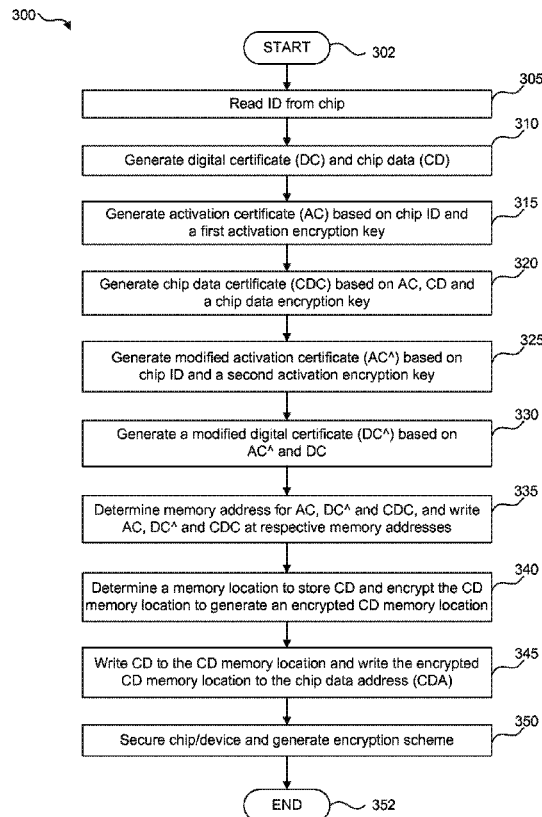 300
START
302
305
Read ID from chip
310
Generate digital certificate (DC) and chip data (CD)
315
Generate activation certificate (AC) based on chip ID and
a first activation encryption key
320
Generate chip data certificate (CDC) based on AC, CD and
a chip data encryption key
325
Generate modified activation certificate (AC^) based on
chip ID and a second activation encryption key
330
Generate a modified digital certificate (DC^) based on
AC^ and DC
335
Determine memory address for AC, DC^ and CDC, and write
AC, DC^ and CDC at respective memory addresses
340
Determine a memory location to store CD and encrypt the CD
memory location to generate an encrypted CD memory location
345
Write CD to the CD memory location and write the encrypted
CD memory location to the chip data address (CDA)
350
Secure chip/device and generate encryption scheme
END
352